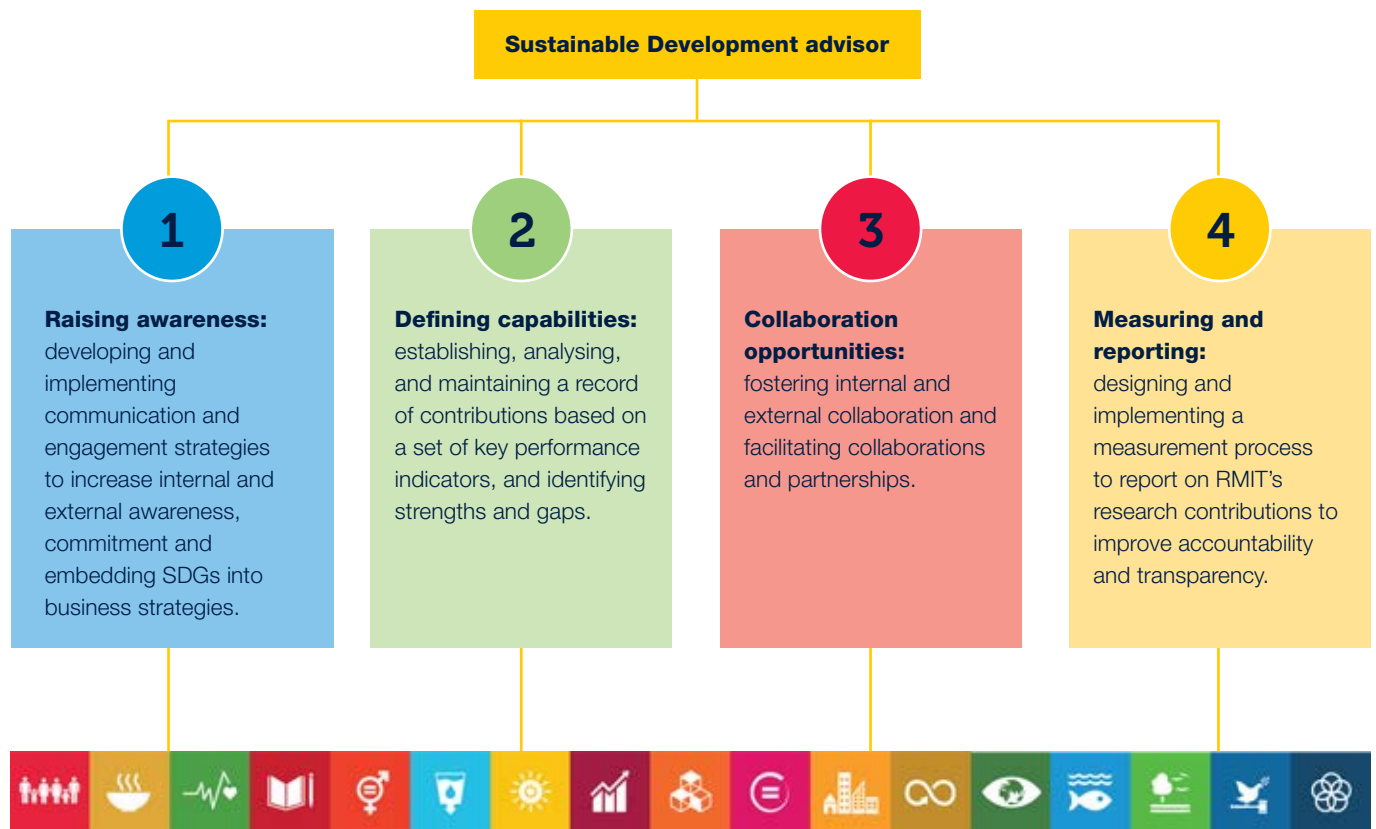 Sustainable Development advisor
1
Raising awareness:
developing and
implementing
communication and
engagement strategies
to increase internal and
external awareness,
commitment and
embedding SDGs into
business strategies.
2
Defining capabilities:
establishing, analysing,
and maintaining a record
of contributions based on
a set of key performance
indicators, and identifying
strengths and gaps.
3
Collaboration
opportunities:
fostering internal and
external collaboration and
facilitating collaborations
and partnerships.
4
Measuring and
reporting:
designing and
implementing a
measurement process
to report on RMIT’s
research contributions to
improve accountability
and transparency.